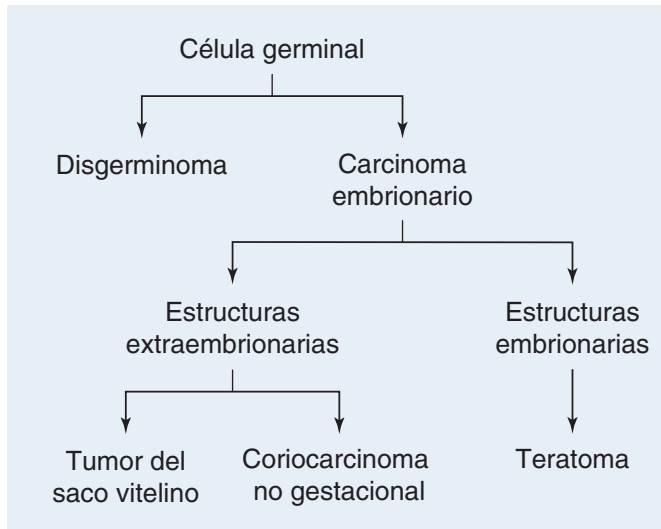 Célula germinal
Disgerminoma
Carcinoma
embrionario
Estructuras
extraembrionarias
Estructuras
embrionarias
Tumor del
saco vitelino
Coriocarcinoma
no gestacional
Teratoma